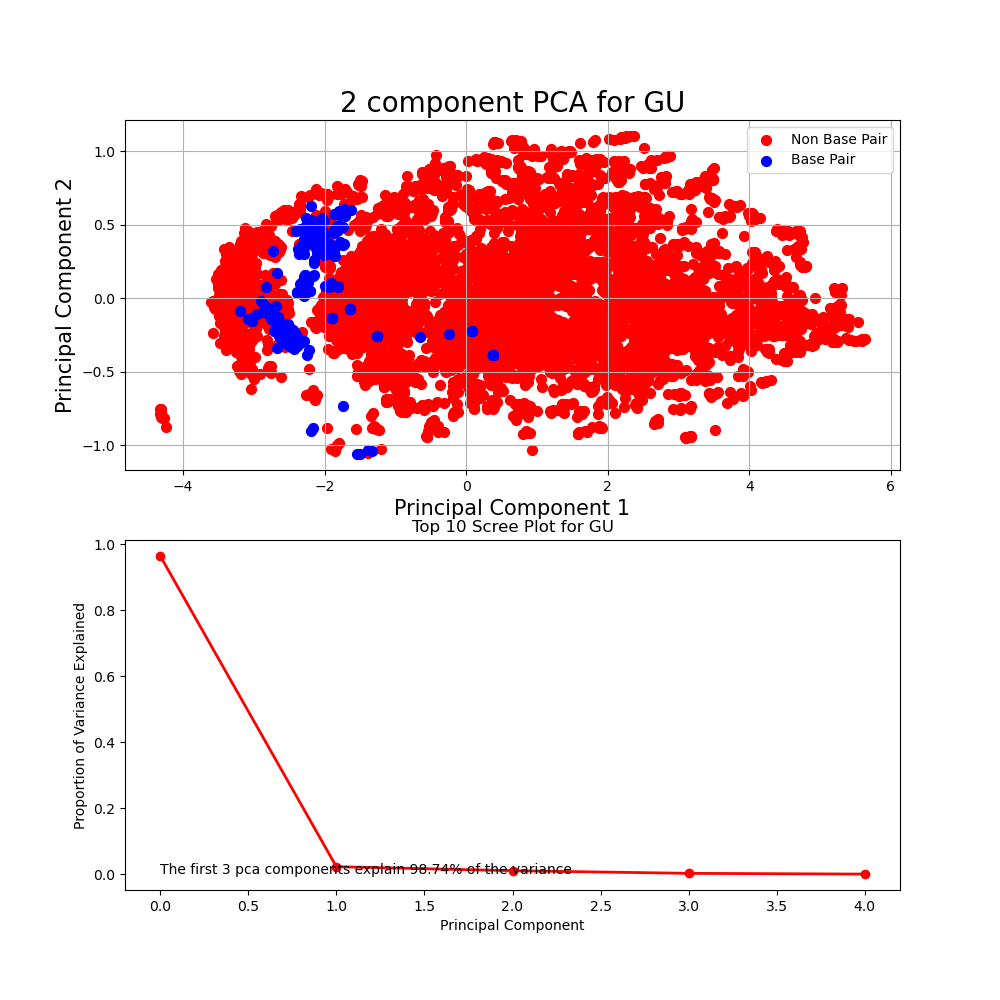 2 component PCA for GU
Non Base Pair
Base Pair
Principal Component 2
1.0
0.5
0.0
−0.5
−1.0
−4
−2
0
2
4
6
Principal Component 1
Top 10 Scree Plot for GU
Proportion of Variance Explained
1.0
0.8
0.6
0.4
0.2
0.0
The first 3 pca components explain 98.74% of the variance
0.0
0.5
1.0
1.5
2.0
2.5
3.0
3.5
4.0
Principal Component